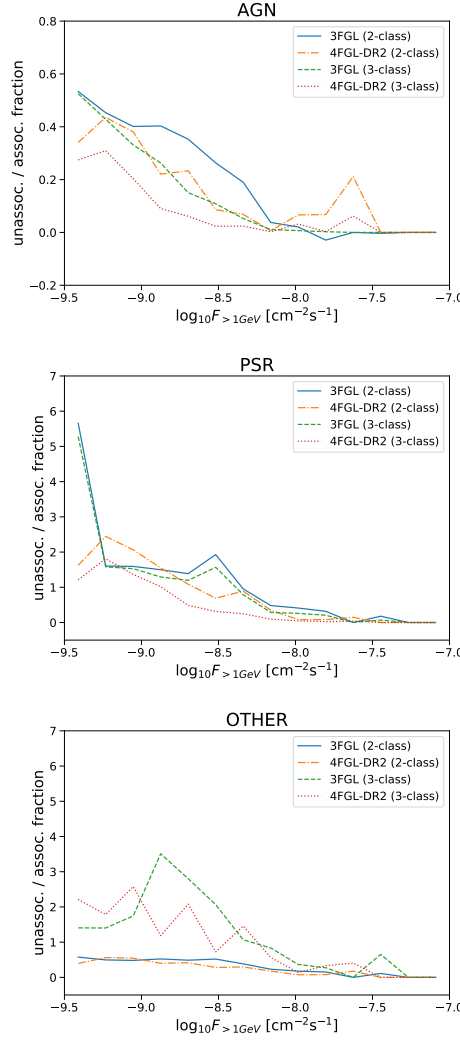 AGN
3FGL (2-class)
4FGL-DR2 (2-class)
3FGL (3-class)
4FGL-DR2 (3-class)
unassoc. / assoc. fraction
0.8
0.6
0.4
0.2
0.0
−0.2
−9.5 −9.0 −8.5 −8.0 −7.5 −7.0
log₁₀F>1GeV [cm⁻²s⁻¹]
PSR
3FGL (2-class)
4FGL-DR2 (2-class)
3FGL (3-class)
4FGL-DR2 (3-class)
unassoc. / assoc. fraction
7
6
5
4
3
2
1
0
−9.5 −9.0 −8.5 −8.0 −7.5 −7.0
log₁₀F>1GeV [cm⁻²s⁻¹]
OTHER
3FGL (2-class)
4FGL-DR2 (2-class)
3FGL (3-class)
4FGL-DR2 (3-class)
unassoc. / assoc. fraction
7
6
5
4
3
2
1
0
−9.5 −9.0 −8.5 −8.0 −7.5 −7.0
log₁₀F>1GeV [cm⁻²s⁻¹]